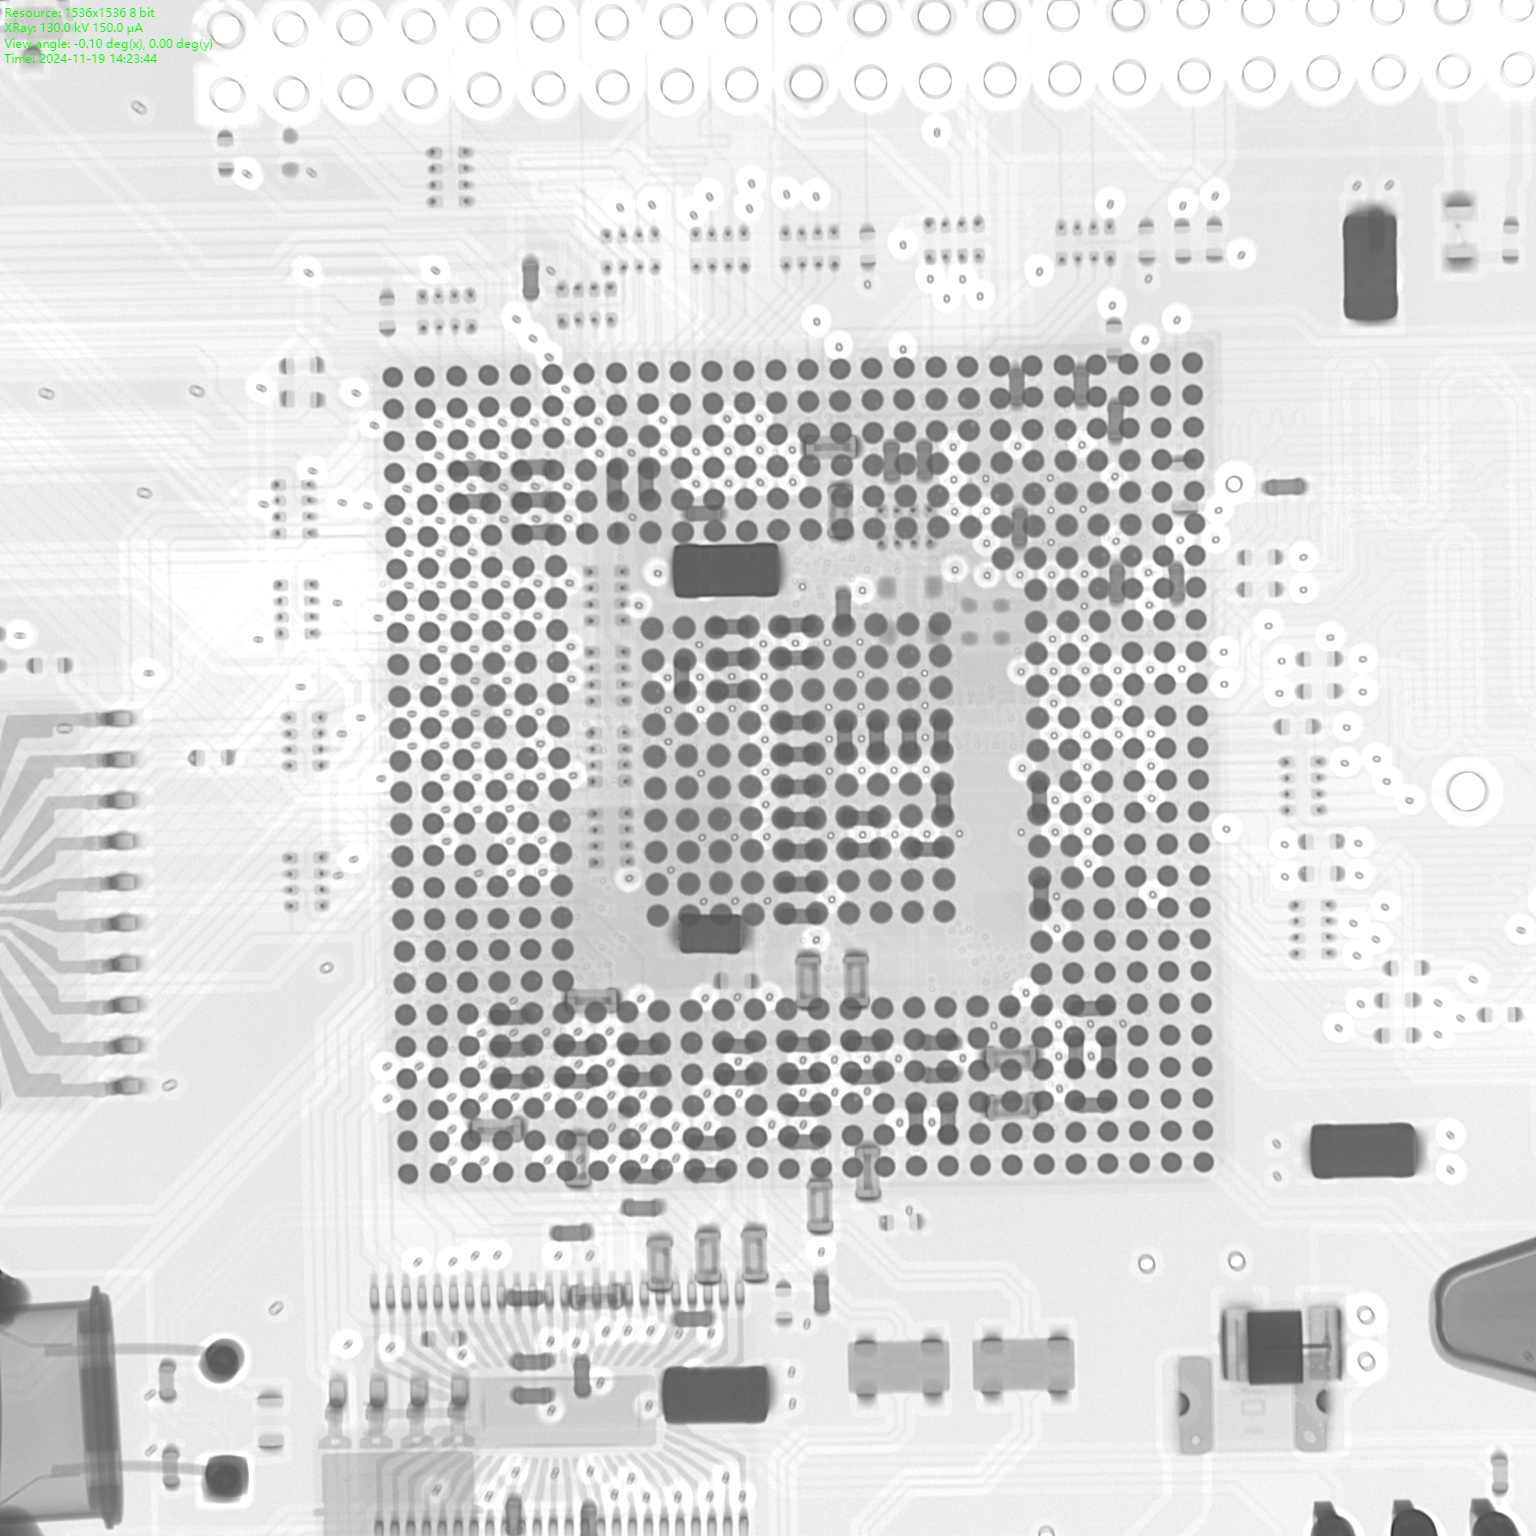 Resource: 1536x1536 8 bit
XRay: 130.0 kV 150.0 µA
View angle: -0.10 deg(x), 0.00 deg(y)
Time: 2024-11-19 14:23:44